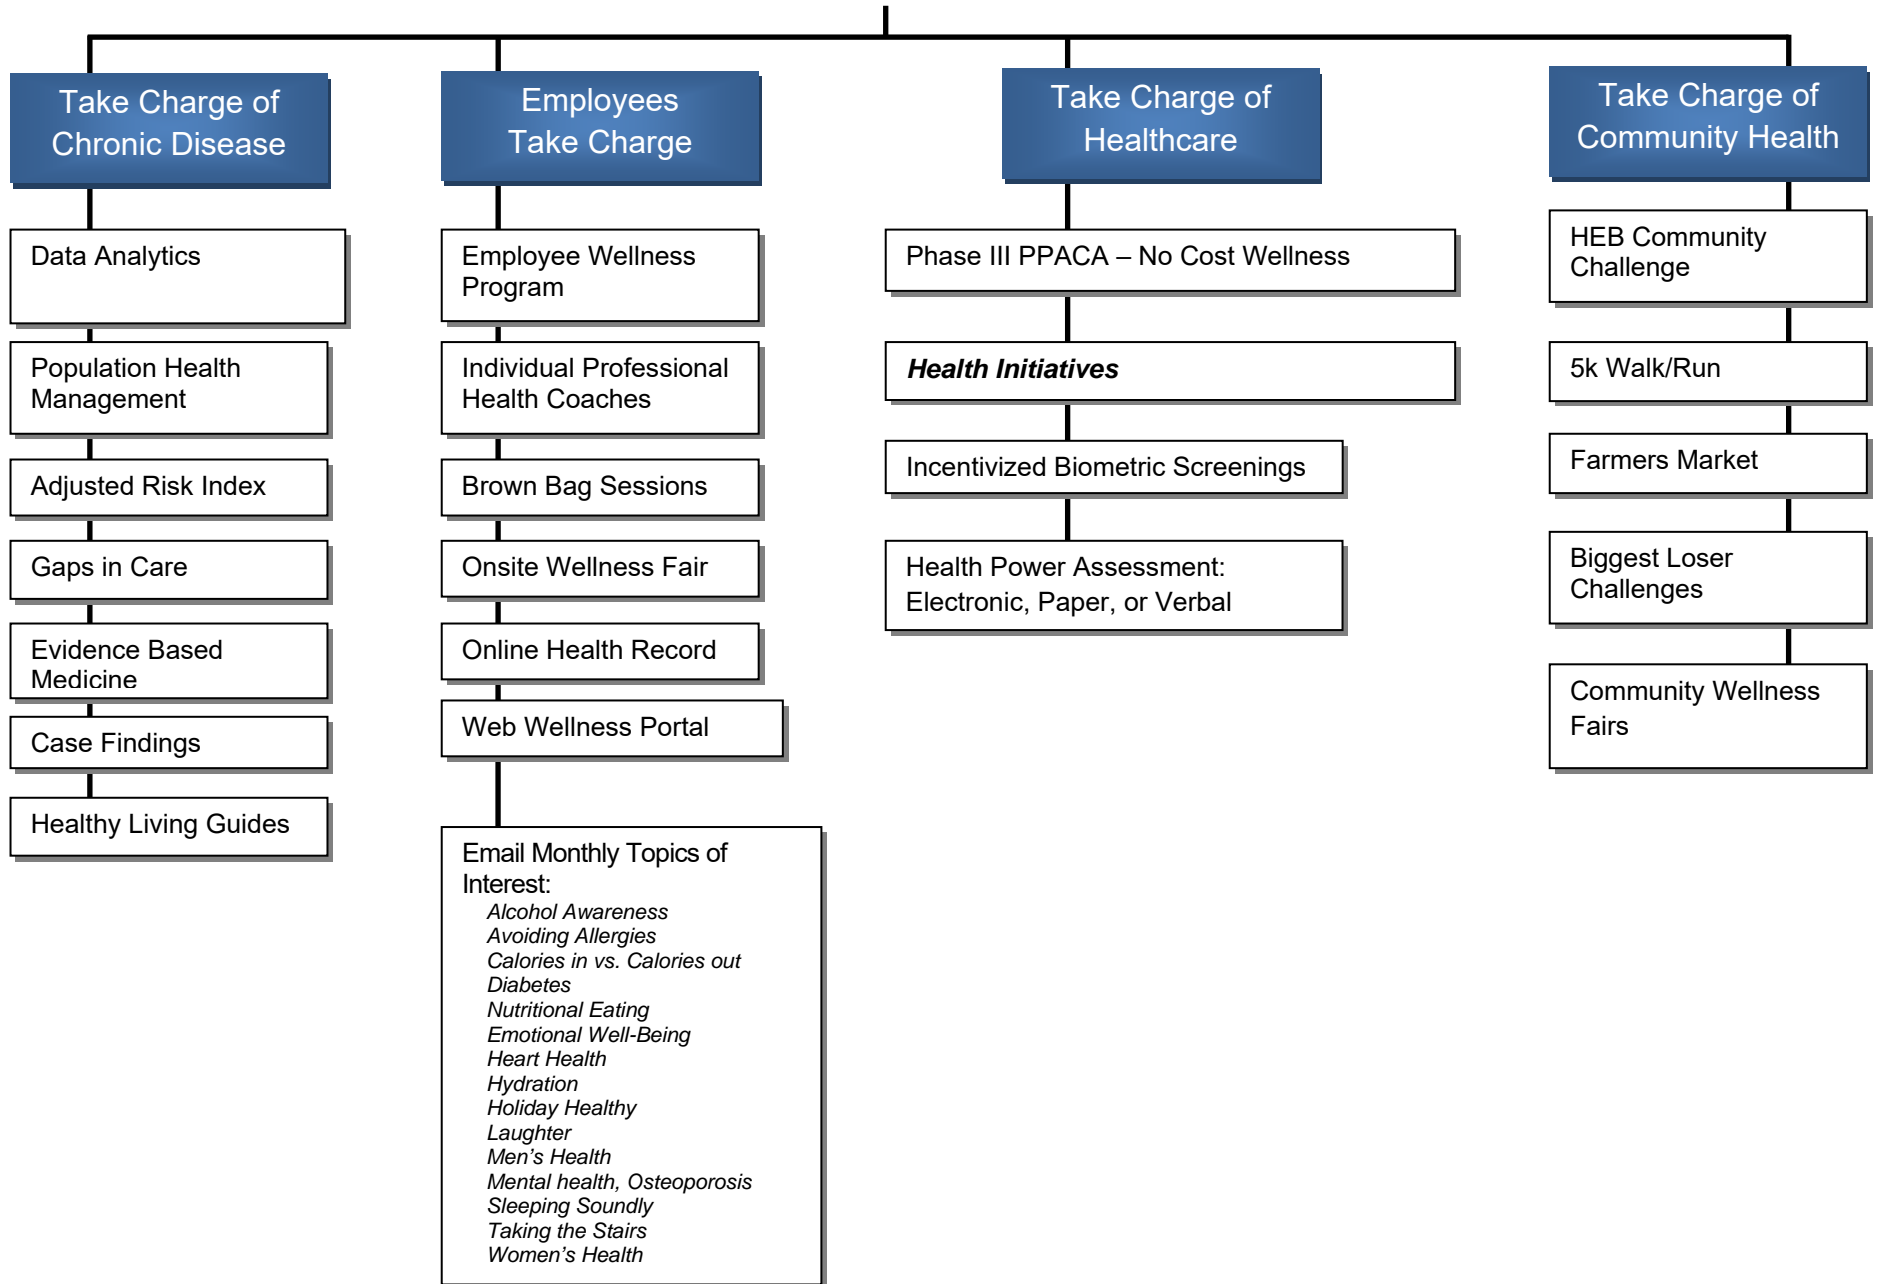 Take Charge of
Chronic Disease
Data Analytics
Population Health
Management
Adjusted Risk Index
Gaps in Care
Evidence Based
Medicine
Case Findings
Healthy Living Guides
Employees
Take Charge
Employee Wellness
Program
Individual Professional
Health Coaches
Brown Bag Sessions
Onsite Wellness Fair
Online Health Record
Web Wellness Portal
Email Monthly Topics of
Interest:
Alcohol Awareness
Avoiding Allergies
Calories in vs. Calories out
Diabetes
Nutritional Eating
Emotional Well-Being
Heart Health
Hydration
Holiday Healthy
Laughter
Men’s Health
Mental health, Osteoporosis
Sleeping Soundly
Taking the Stairs
Women’s Health
Take Charge of
Healthcare
Phase III PPACA – No Cost Wellness
Health Initiatives
Incentivized Biometric Screenings
Health Power Assessment:
Electronic, Paper, or Verbal
Take Charge of
Community Health
HEB Community
Challenge
5k Walk/Run
Farmers Market
Biggest Loser
Challenges
Community Wellness
Fairs